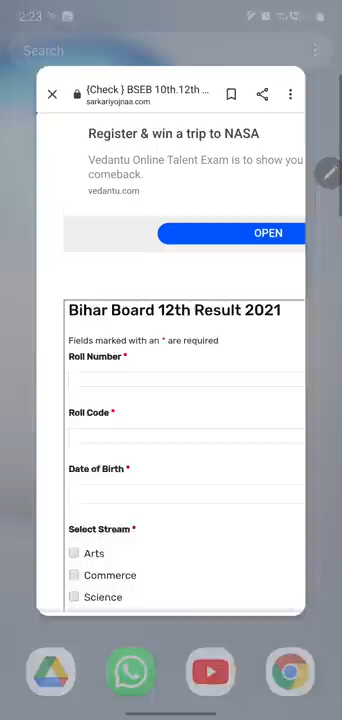 2:23
Search
{Check } BSEB 10th.12th ...
sarkariyojnaa.com
Register & win a trip to NASA
Vedantu Online Talent Exam is to show you
comeback.
vedantu.com
OPEN
Bihar Board 12th Result 2021
Fields marked with an * are required
Roll Number *
Roll Code *
Date of Birth *
Select Stream *
Arts
Commerce
Science